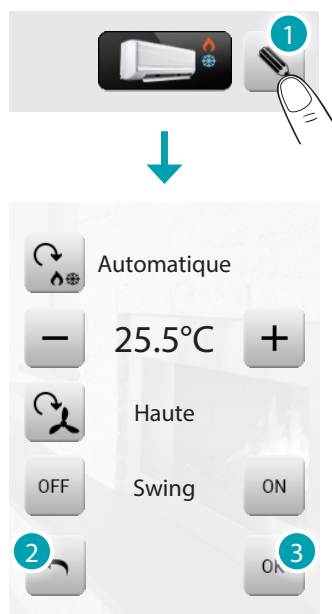 1
Automatique
− 25.5°C +
Haute
OFF Swing ON
2 3 OK